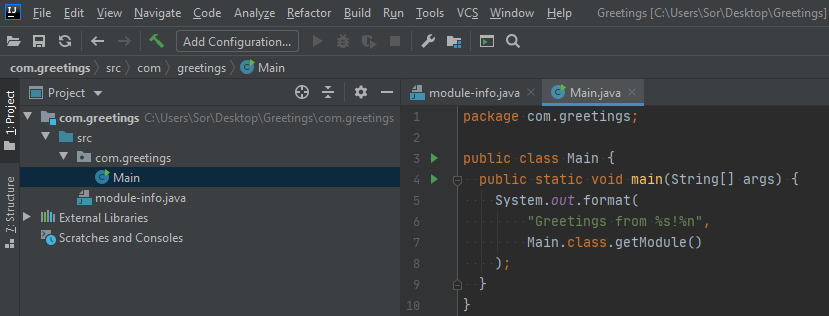 File Edit View Navigate Code Analyze Refactor Build Run Tools VCS Window Help Greetings [C:\Users\Sor\Desktop\Greetings]
Add Configuration...
com.greetings src com greetings Main
Project
module-info.java Main.java
1: Project
7: Structure
com.greetings C:\Users\Sor\Desktop\Greetings\com.greetings
src
com.greetings
Main
module-info.java
External Libraries
Scratches and Consoles
1 package com.greetings;
2
3 public class Main {
4 public static void main(String[] args) {
5 System.out.format(
6 "Greetings from %s!%n",
7 Main.class.getModule()
8 );
9 }
10 }